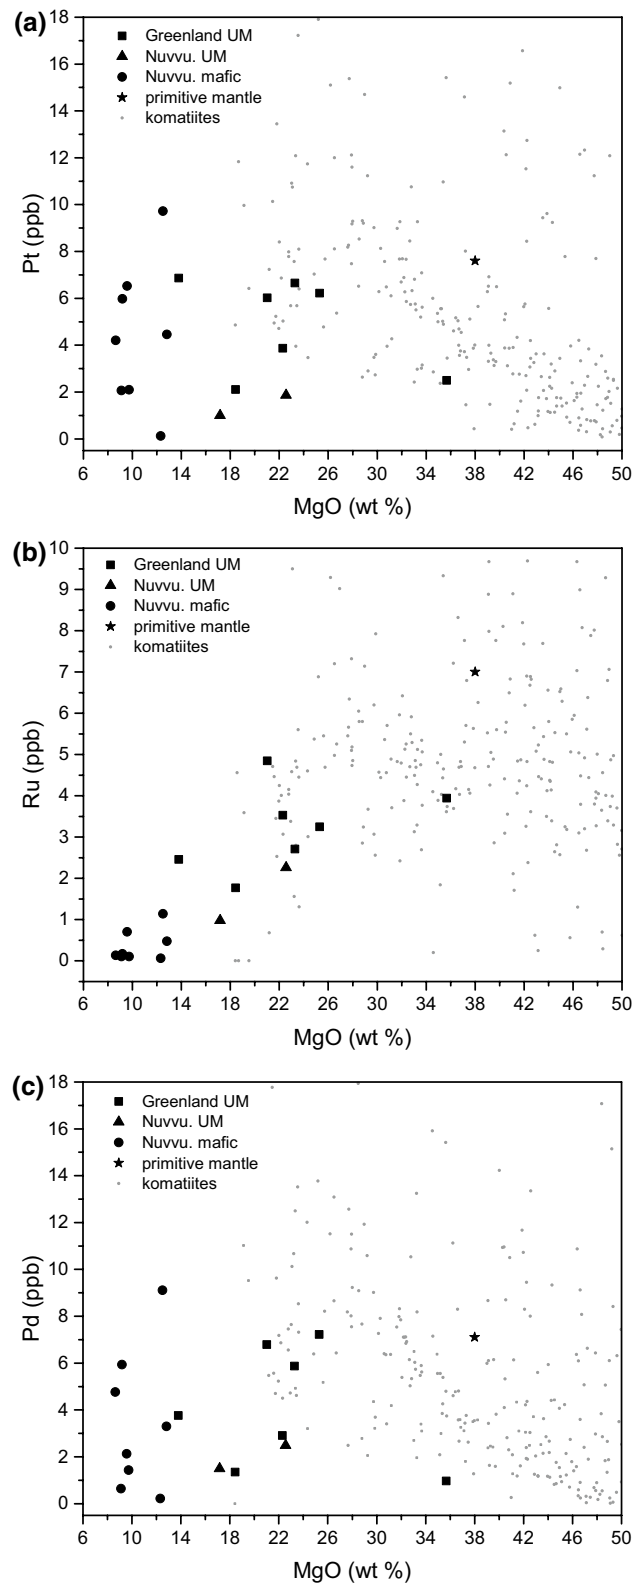 (a)
18
16
14
12
10
8
6
4
2
0
Pt (ppb)
Greenland UM
Nuvvu. UM
Nuvvu. mafic
primitive mantle
komatiites
6 10 14 18 22 26 30 34 38 42 46 50
MgO (wt %)
(b)
10
9
8
7
6
5
4
3
2
1
0
Ru (ppb)
Greenland UM
Nuvvu. UM
Nuvvu. mafic
primitive mantle
komatiites
6 10 14 18 22 26 30 34 38 42 46 50
MgO (wt %)
(c)
18
16
14
12
10
8
6
4
2
0
Pd (ppb)
Greenland UM
Nuvvu. UM
Nuvvu. mafic
primitive mantle
komatiites
6 10 14 18 22 26 30 34 38 42 46 50
MgO (wt %)